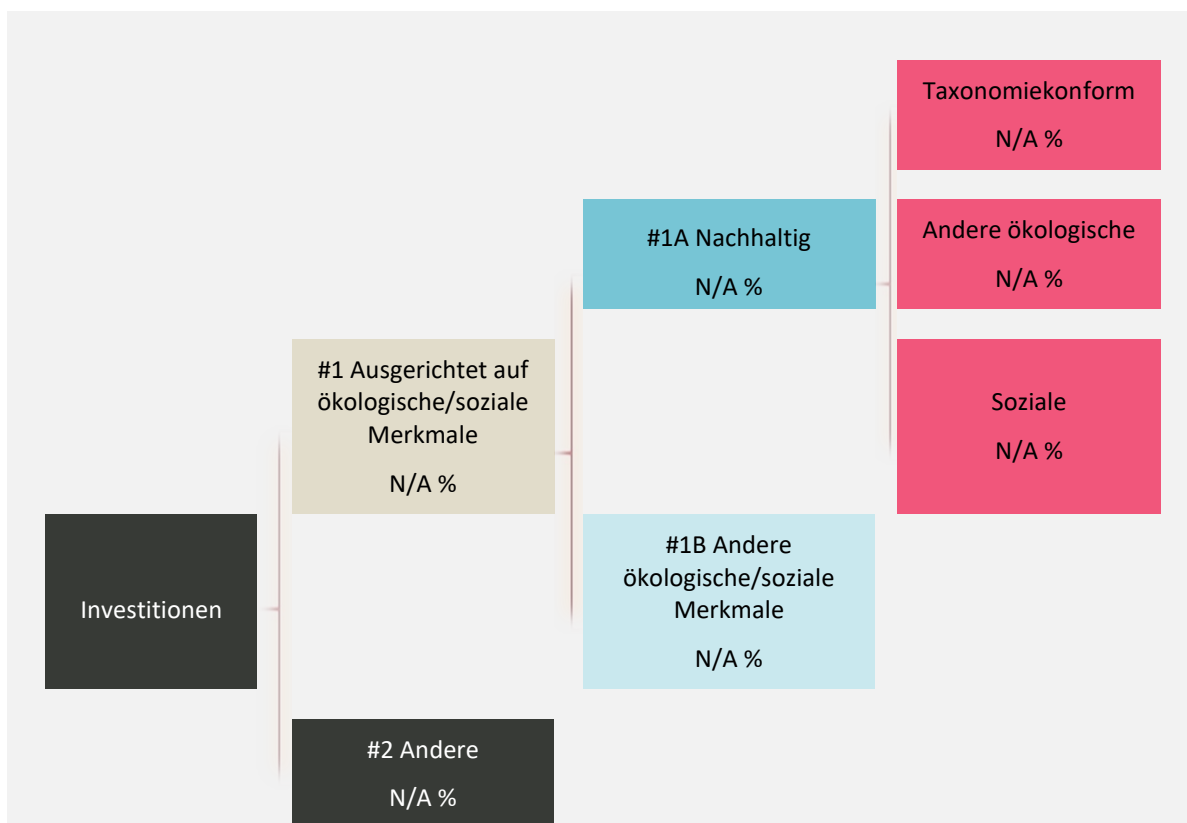 Investitionen
#1 Ausgerichtet auf
ökologische/soziale
Merkmale
N/A %
#2 Andere
N/A %
#1A Nachhaltig
N/A %
#1B Andere
ökologische/soziale
Merkmale
N/A %
Taxonomiekonform
N/A %
Andere ökologische
N/A %
Soziale
N/A %